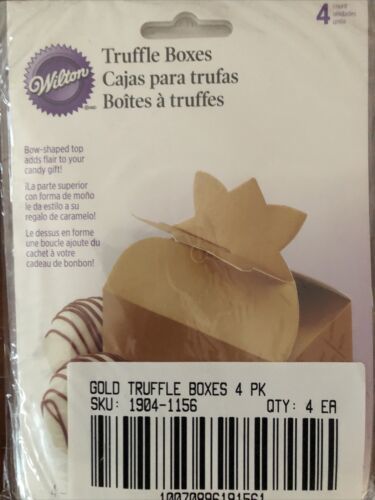 4 count
unidades
unité
Wilton
Truffle Boxes
Cajas para trufas
Boîtes à truffes
Bow-shaped top
adds flair to your
candy gift!
¡La parte superior
con forma de moño
le da estilo a su
regalo de caramelo!
Le dessus en forme
une boucle ajoute du
cachet à votre
cadeau de bonbon!
GOLD TRUFFLE BOXES 4 PK
SKU: 1904-1156 QTY: 4 EA
10070896191561